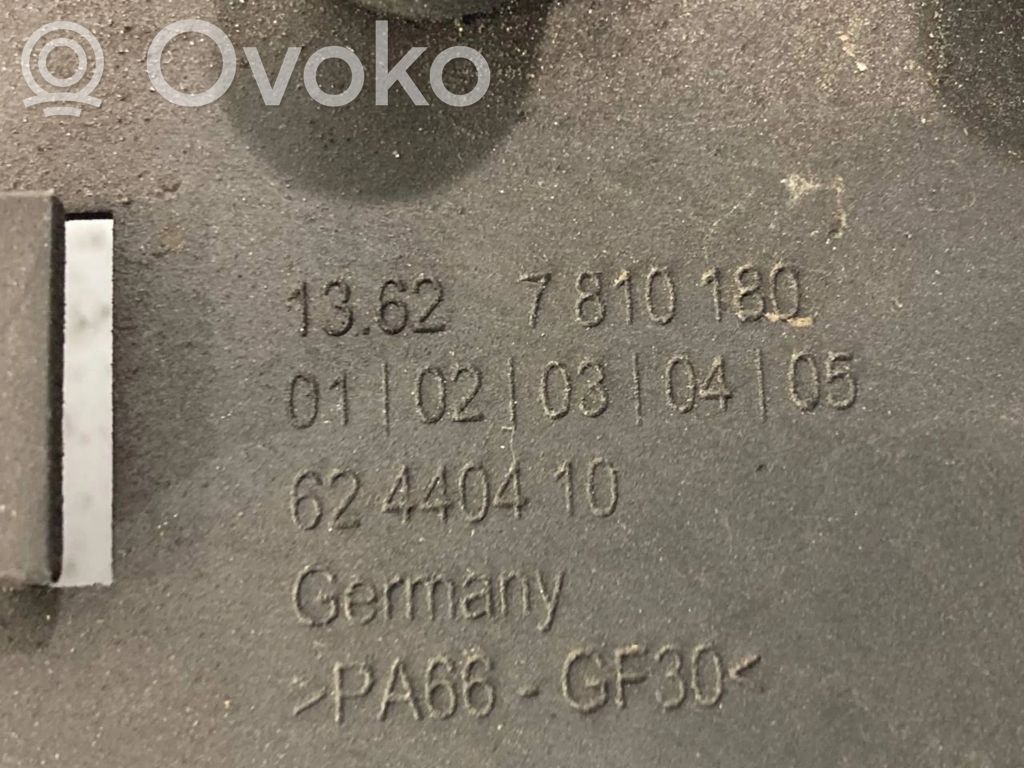 Ovoko
13.62 7 810 180
01 | 02 | 03 | 04 | 05
62 4404 10
Germany
>PA66 - GF30<